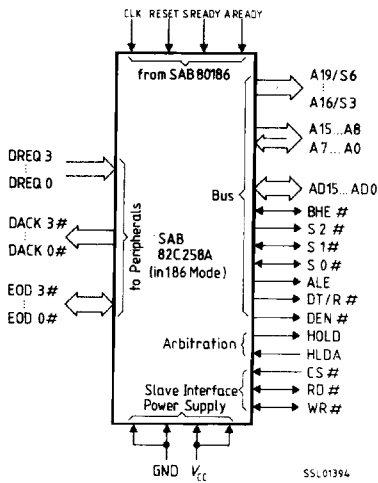 CLK RESET SREADY AREADY
from SAB 80186
A19/S6
A16/S3
A15...A8
A7...A0
DREQ 3
DREQ 0
Bus
AD15...AD0
to Peripherals
BHE #
DACK 3#
DACK 0#
SAB
82C258A
(in 186 Mode)
S 2 #
S 1#
S 0 #
ALE
EOD 3#
EOD 0#
DT/R #
DEN #
Arbitration
HOLD
HLDA
Slave Interface
CS #
RD #
WR #
Power Supply
GND VCC
SSL01394